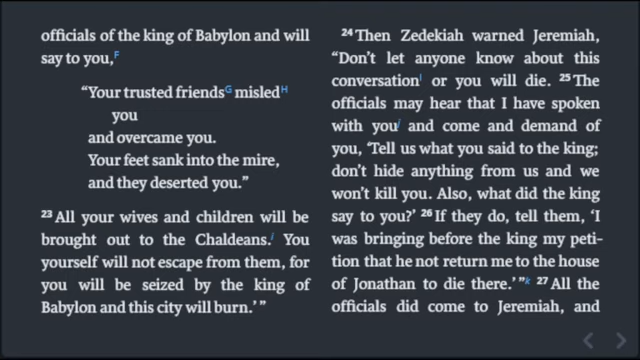 officials of the king of Babylon and will
say to you,F
“Your trusted friendsG misledH
you
and overcame you.
Your feet sank into the mire,
and they deserted you.”
23 All your wives and children will be
brought out to the Chaldeans.j You
yourself will not escape from them, for
you will be seized by the king of
Babylon and this city will burn.’ ”
24 Then Zedekiah warned Jeremiah,
“Don’t let anyone know about this
conversationI or you will die. 25 The
officials may hear that I have spoken
with youj and come and demand of
you, ‘Tell us what you said to the king;
don’t hide anything from us and we
won’t kill you. Also, what did the king
say to you?’ 26 If they do, tell them, ‘I
was bringing before the king my peti-
tion that he not return me to the house
of Jonathan to die there.’ ”k 27 All the
officials did come to Jeremiah, and